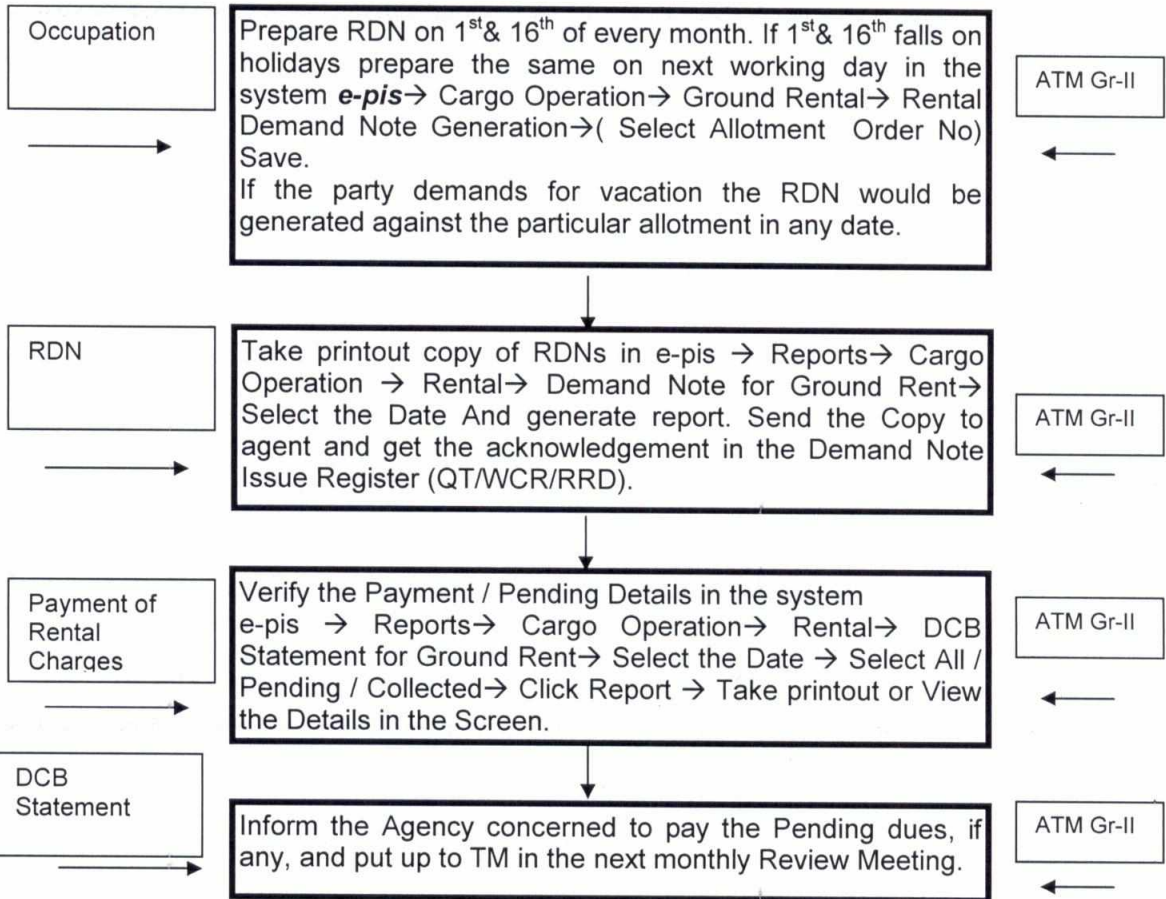 Occupation
Prepare RDN on 1st& 16th of every month. If 1st& 16th falls on
holidays prepare the same on next working day in the
system e-pis→ Cargo Operation→ Ground Rental→ Rental
Demand Note Generation→( Select Allotment Order No)
Save.
If the party demands for vacation the RDN would be
generated against the particular allotment in any date.
ATM Gr-II
RDN
Take printout copy of RDNs in e-pis → Reports→ Cargo
Operation → Rental→ Demand Note for Ground Rent→
Select the Date And generate report. Send the Copy to
agent and get the acknowledgement in the Demand Note
Issue Register (QT/WCR/RRD).
ATM Gr-II
Payment of
Rental
Charges
Verify the Payment / Pending Details in the system
e-pis → Reports→ Cargo Operation→ Rental→ DCB
Statement for Ground Rent→ Select the Date → Select All /
Pending / Collected→ Click Report → Take printout or View
the Details in the Screen.
ATM Gr-II
DCB
Statement
Inform the Agency concerned to pay the Pending dues, if
any, and put up to TM in the next monthly Review Meeting.
ATM Gr-II